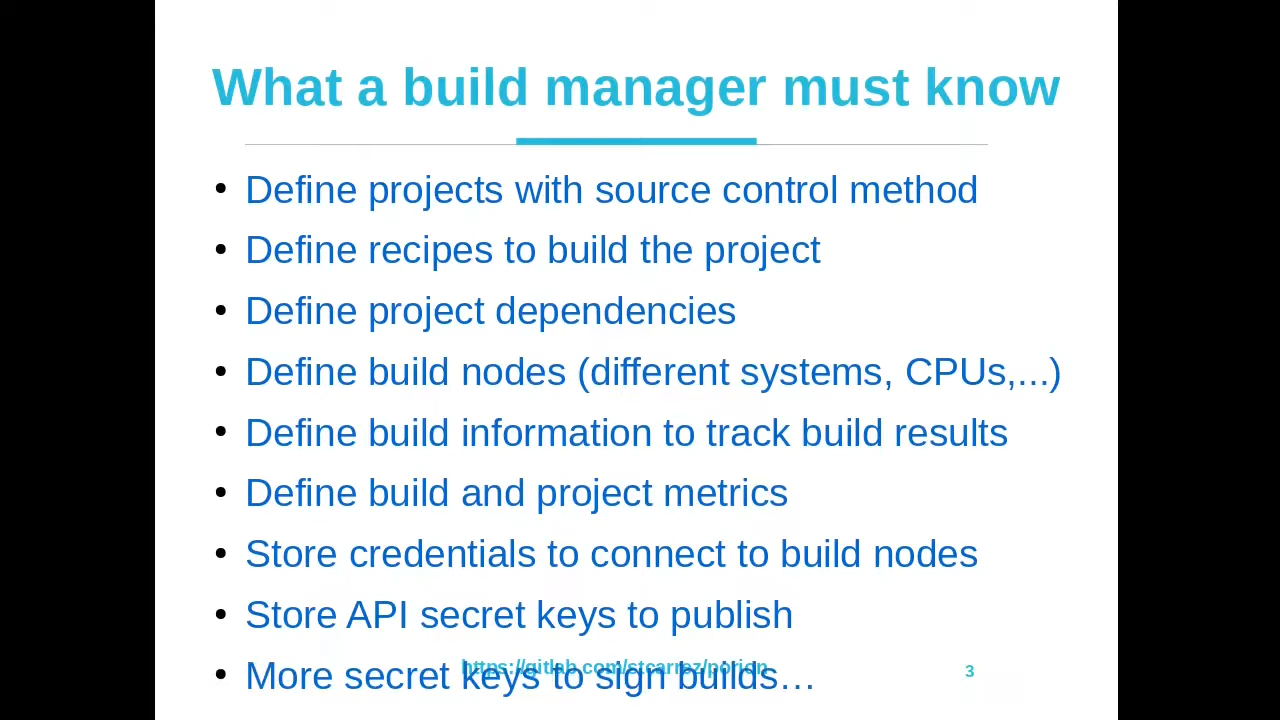 What a build manager must know
Define projects with source control method
Define recipes to build the project
Define project dependencies
Define build nodes (different systems, CPUs,...)
Define build information to track build results
Define build and project metrics
Store credentials to connect to build nodes
Store API secret keys to publish
More secret keys to sign builds…
https://gitlab.com/stcarrez/porion
3